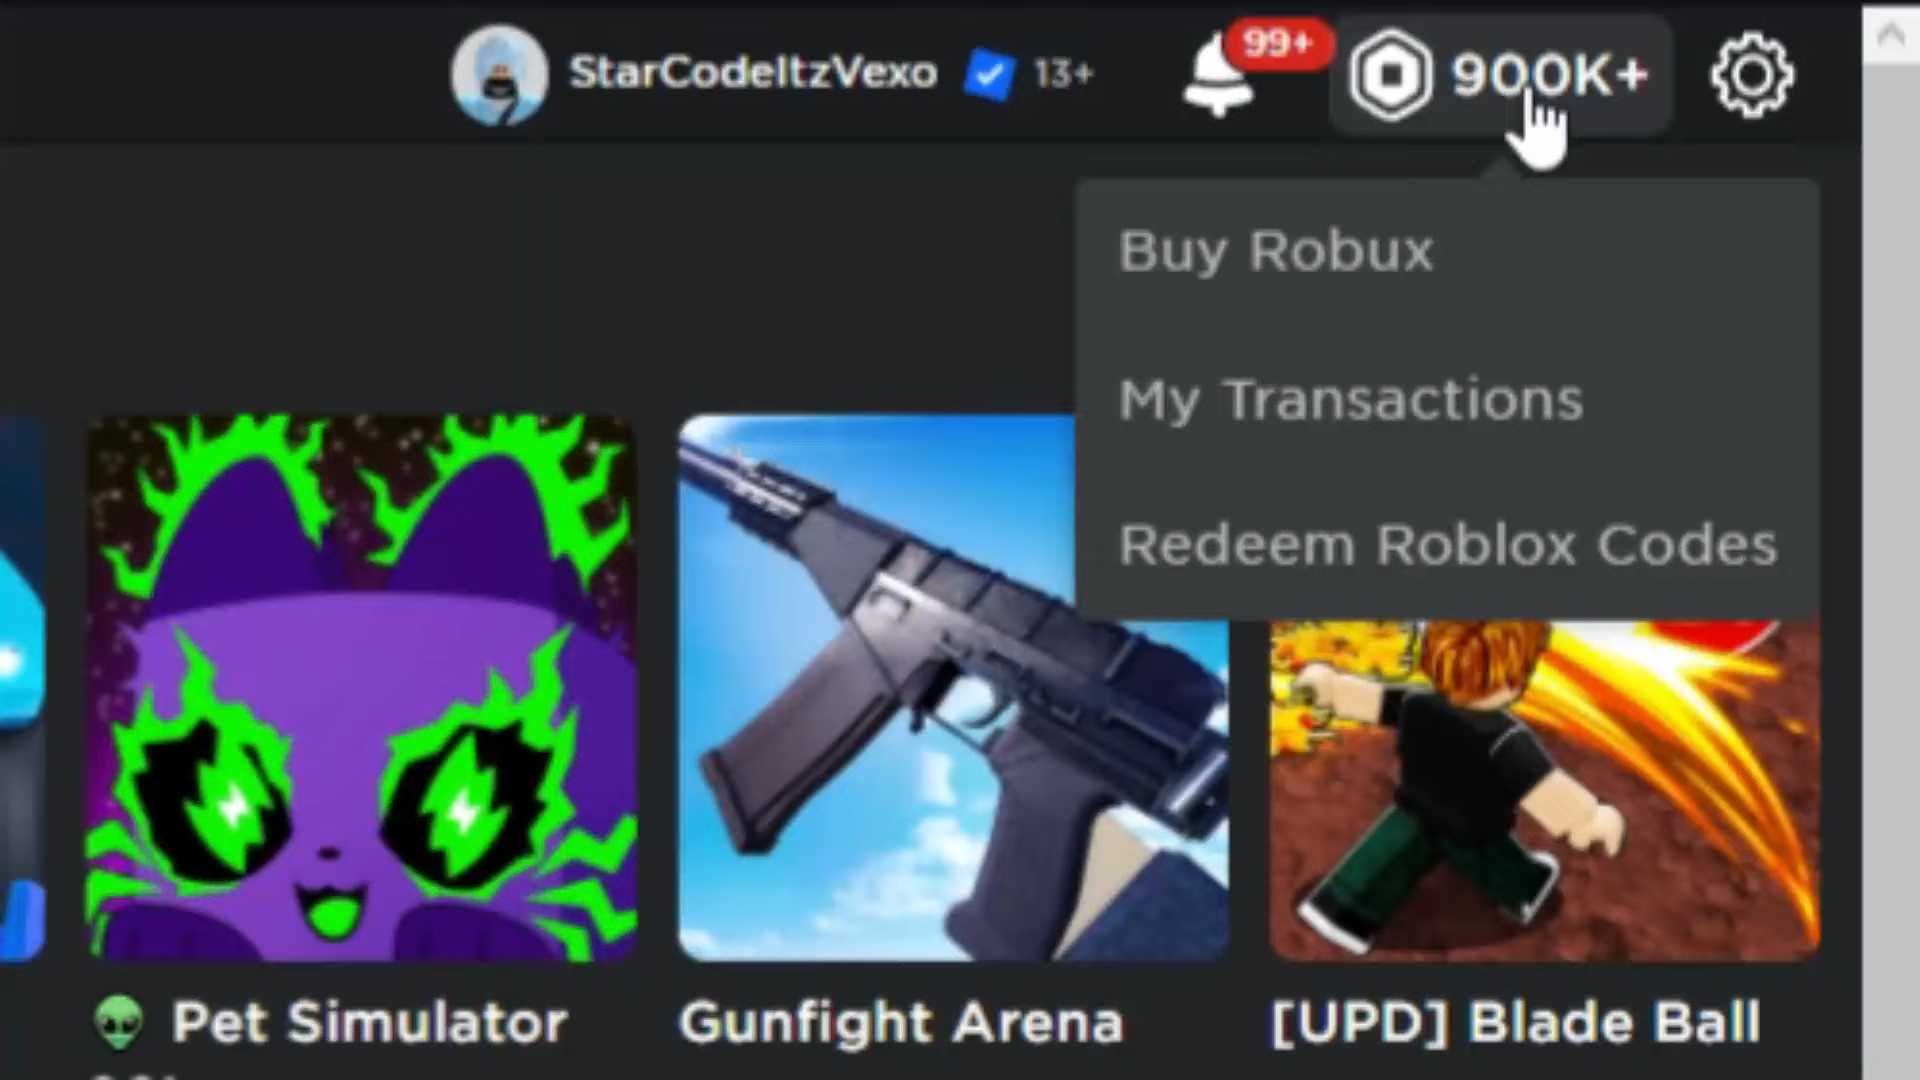 StarCodeItzVexo 13+ 99+ 900K+
Buy Robux
My Transactions
Redeem Roblox Codes
Pet Simulator
Gunfight Arena
[UPD] Blade Ball